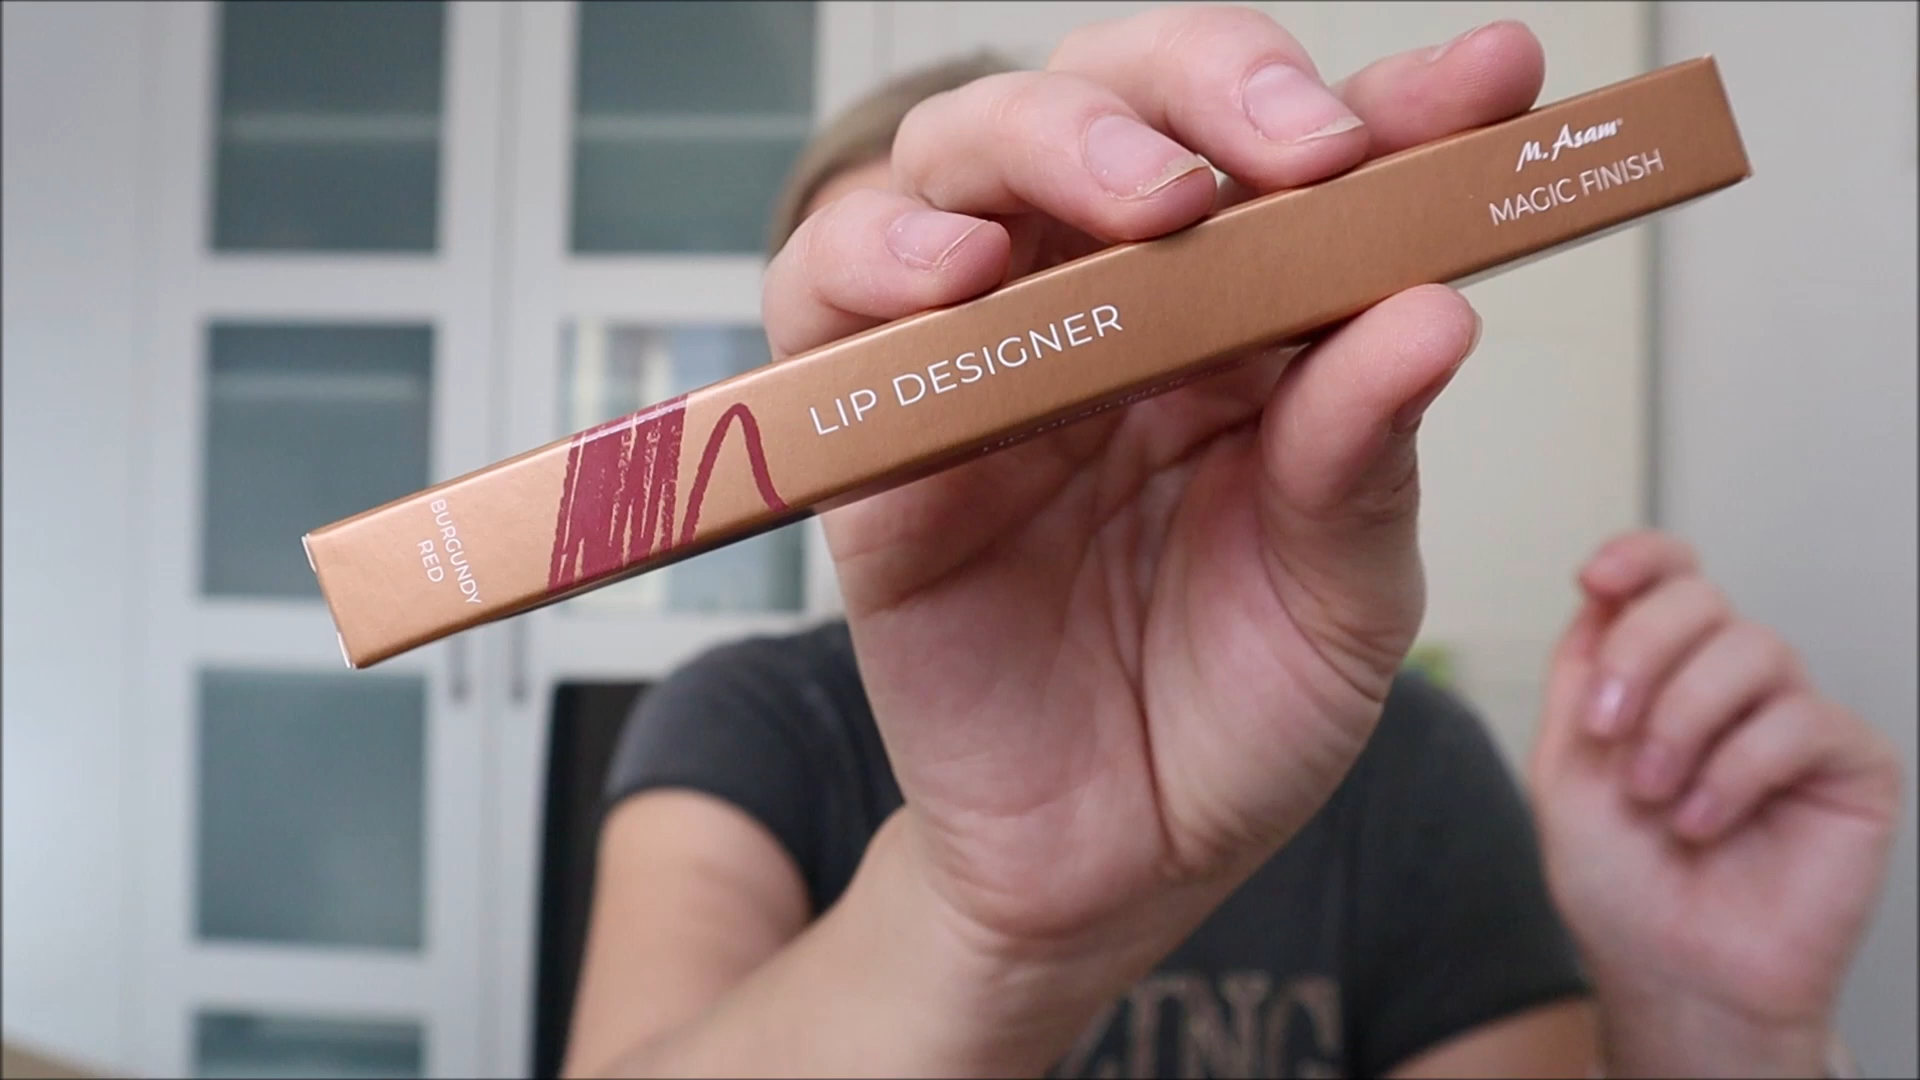 M. Asam
MAGIC FINISH
LIP DESIGNER
BURGUNDY
RED